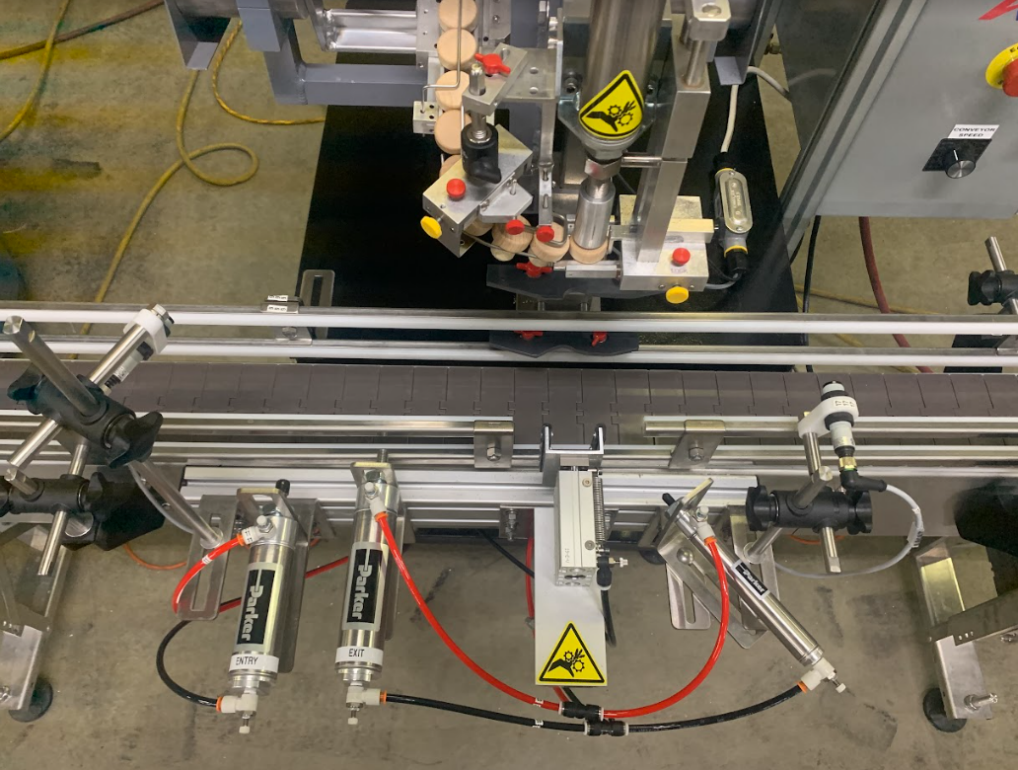 CONVEYOR
SPEED
Parker
Parker
Parker
ENTRY
EXIT